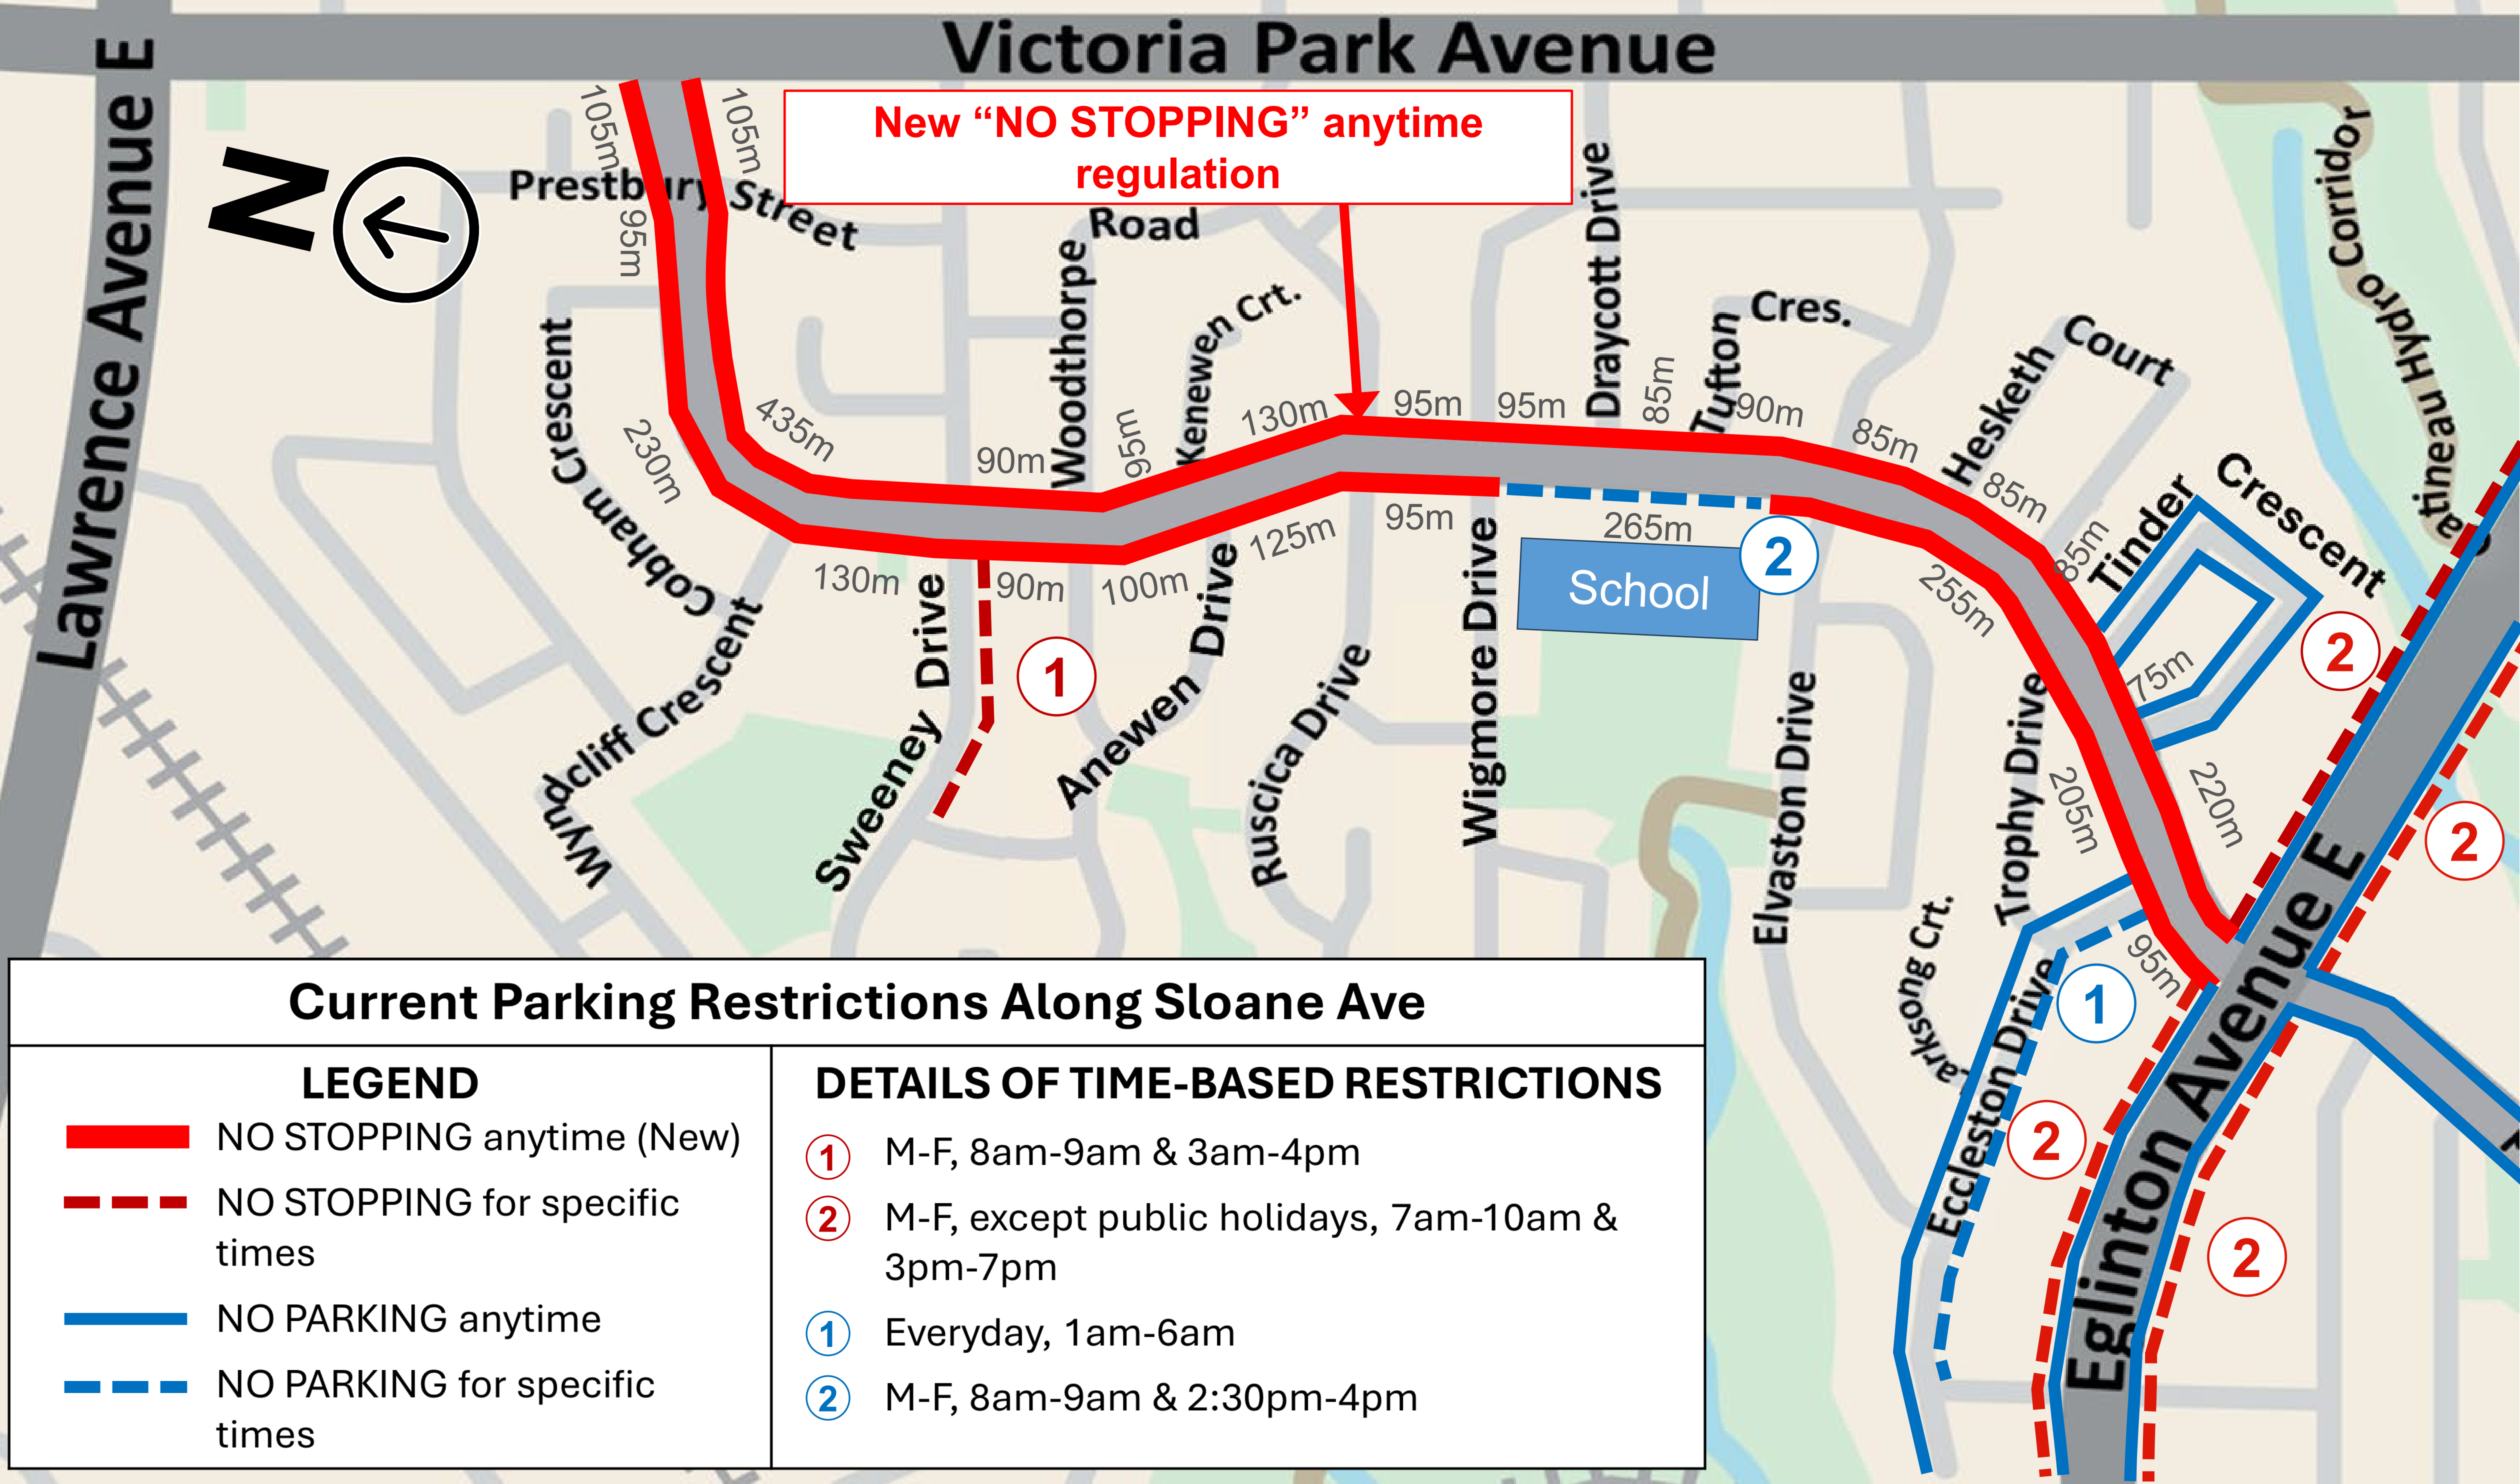 Victoria Park Avenue
Lawrence Avenue E
N
New “NO STOPPING” anytime
regulation
105m
105m
Prestbury Street
95m
Road
Woodthorpe
Kenewen Crt.
Draycott Drive
Tufton
Cres.
Hesketh
Court
Corridor
Hydro
Gatineau
Cobham Crescent
230m
435m
90m
95m
130m
95m
95m
85m
90m
85m
85m
85m
Tinder
Crescent
130m
90m
100m
125m
95m
265m
School
2
255m
75m
2
1
Wyndcliff Crescent
Sweeney Drive
Anewen Drive
Ruscica Drive
Wigmore Drive
Elvaston Drive
Trophy Drive
205m
220m
2
95m
1
Eccleston Drive
2
2
Eglinton Avenue E
Current Parking Restrictions Along Sloane Ave
LEGEND
NO STOPPING anytime (New)
NO STOPPING for specific
times
NO PARKING anytime
NO PARKING for specific
times
DETAILS OF TIME-BASED RESTRICTIONS
1 M-F, 8am-9am & 3am-4pm
2 M-F, except public holidays, 7am-10am &
3pm-7pm
1 Everyday, 1am-6am
2 M-F, 8am-9am & 2:30pm-4pm